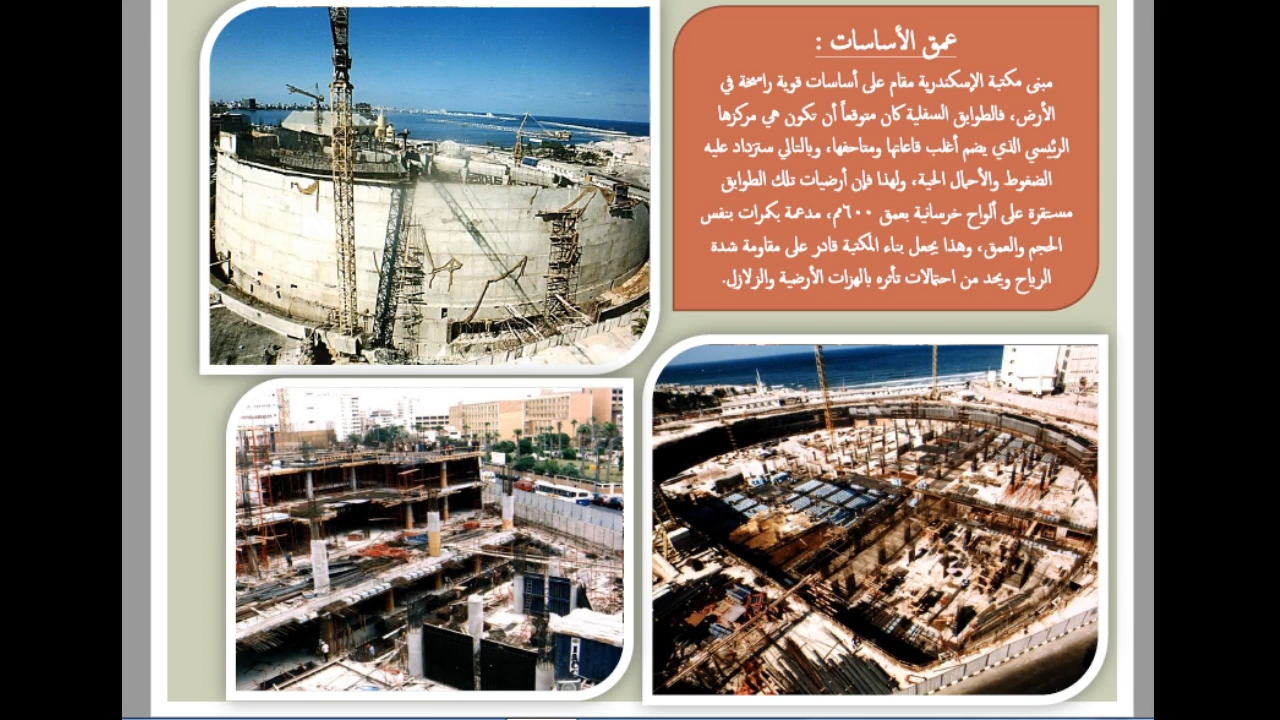 عمق الأساسات :
مبنى مكتبة الإسكندرية مقام على أساسات قوية راسخة في
الأرض، فالطوابق السفلية كان متوقعاً أن تكون هي مركزها
الرئيسي الذي يضم أغلب قاعاتها ومتاحفها، وبالتالي ستزداد عليه
الضغوط والأحمال الحية، ولهذا فإن أرضيات تلك الطوابق
مستقرة على ألواح خرسانية بعمق ٦٠٠مم، مدعمة بكمرات بنفس
الحجم والعمق، وهذا يجعل بناء المكتبة قادر على مقاومة شدة
الرياح ويحد من احتمالات تأثره بالهزات الأرضية والزلازل.